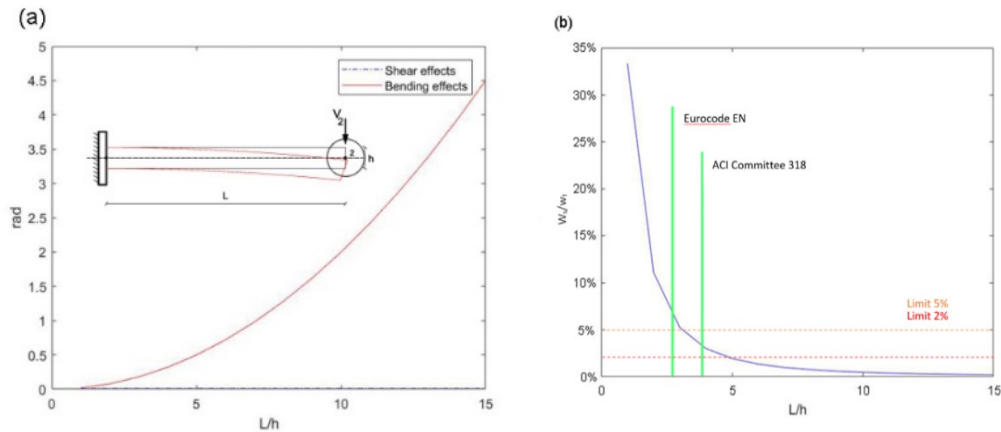 (a)
5
4.5
4
3.5
3
2.5
2
1.5
1
0.5
0
rad
0
5
10
15
L/h
Shear effects
Bending effects
V2
2
h
L
(b)
35%
30%
25%
20%
15%
10%
5%
0%
Ws/wf
0
5
10
15
L/h
Eurocode EN
ACI Committee 318
Limit 5%
Limit 2%